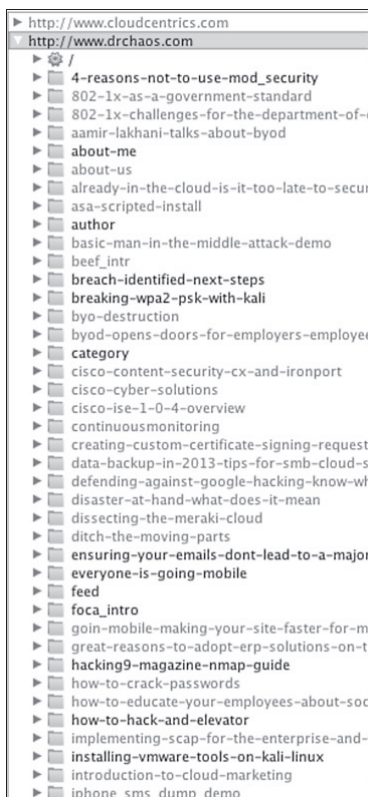 http://www.cloudcentrics.com
http://www.drchaos.com
/
4-reasons-not-to-use-mod_security
802-1x-as-a-government-standard
802-1x-challenges-for-the-department-of-
aamir-lakhani-talks-about-byod
about-me
about-us
already-in-the-cloud-is-it-too-late-to-secur
asa-scripted-install
author
basic-man-in-the-middle-attack-demo
beef_intr
breach-identified-next-steps
breaking-wpa2-psk-with-kali
byo-destruction
byod-opens-doors-for-employers-employee
category
cisco-content-security-cx-and-ironport
cisco-cyber-solutions
cisco-ise-1-0-4-overview
continuousmonitoring
creating-custom-certificate-signing-request
data-backup-in-2013-tips-for-smb-cloud-s
defending-against-google-hacking-know-wh
disaster-at-hand-what-does-it-mean
dissecting-the-meraki-cloud
ditch-the-moving-parts
ensuring-your-emails-dont-lead-to-a-major
everyone-is-going-mobile
feed
foca_intro
goin-mobile-making-your-site-faster-for-m
great-reasons-to-adopt-erp-solutions-on-t
hacking9-magazine-nmap-guide
how-to-crack-passwords
how-to-educate-your-employees-about-soc
how-to-hack-and-elevator
implementing-scap-for-the-enterprise-and-
installing-vmware-tools-on-kali-linux
introduction-to-cloud-marketing
iphone_sms_dump_demo